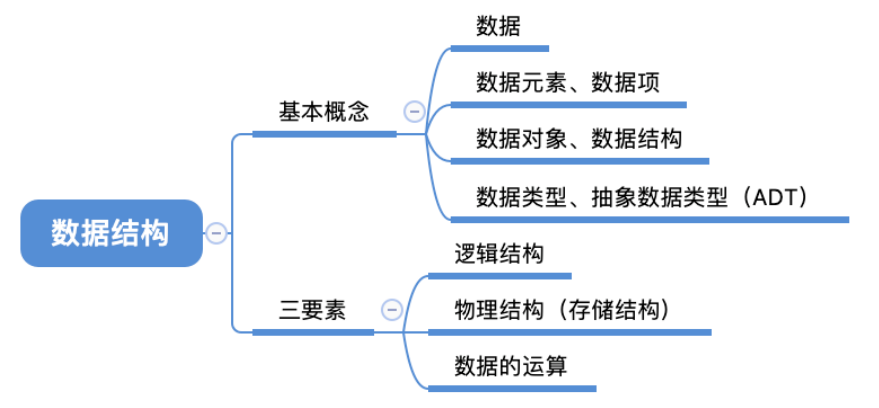 数据结构
基本概念
数据
数据元素、数据项
数据对象、数据结构
数据类型、抽象数据类型（ADT）
三要素
逻辑结构
物理结构（存储结构）
数据的运算